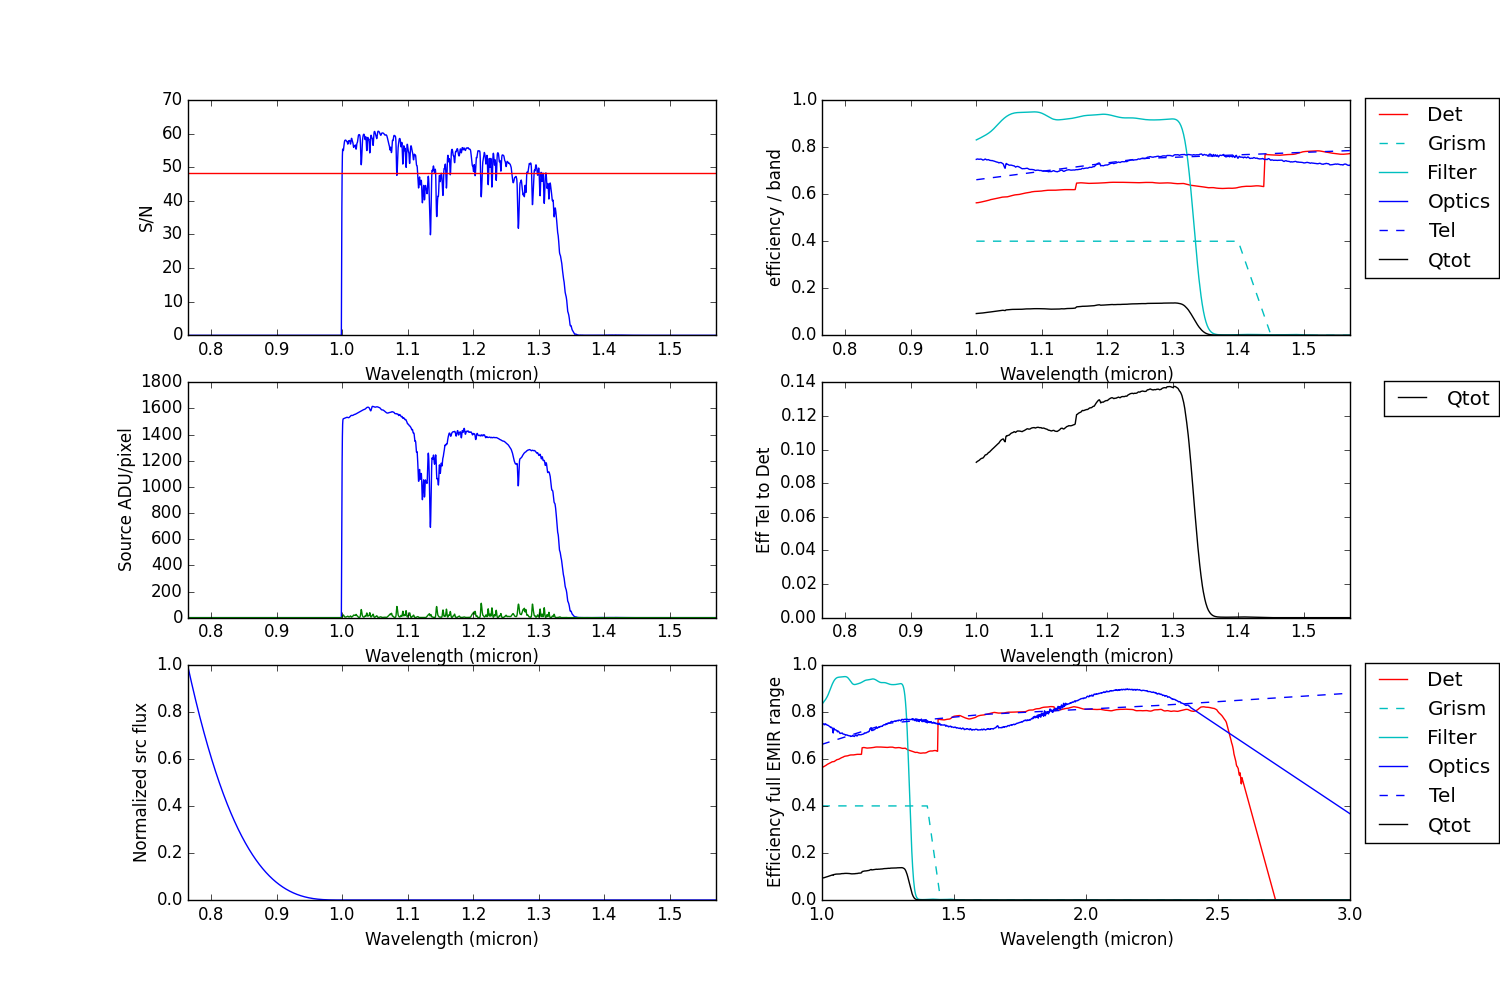 S/N
70
60
50
40
30
20
10
0
0.8 0.9 1.0 1.1 1.2 1.3 1.4 1.5
Wavelength (micron)
efficiency / band
1.0
0.8
0.6
0.4
0.2
0.0
0.8 0.9 1.0 1.1 1.2 1.3 1.4 1.5
Wavelength (micron)
Det
Grism
Filter
Optics
Tel
Qtot
Source ADU/pixel
1800
1600
1400
1200
1000
800
600
400
200
0
0.8 0.9 1.0 1.1 1.2 1.3 1.4 1.5
Wavelength (micron)
Eff Tel to Det
0.14
0.12
0.10
0.08
0.06
0.04
0.02
0.00
0.8 0.9 1.0 1.1 1.2 1.3 1.4 1.5
Wavelength (micron)
Qtot
Normalized src flux
1.0
0.8
0.6
0.4
0.2
0.0
0.8 0.9 1.0 1.1 1.2 1.3 1.4 1.5
Wavelength (micron)
Efficiency full EMIR range
1.0
0.8
0.6
0.4
0.2
0.0
1.0 1.5 2.0 2.5 3.0
Wavelength (micron)
Det
Grism
Filter
Optics
Tel
Qtot